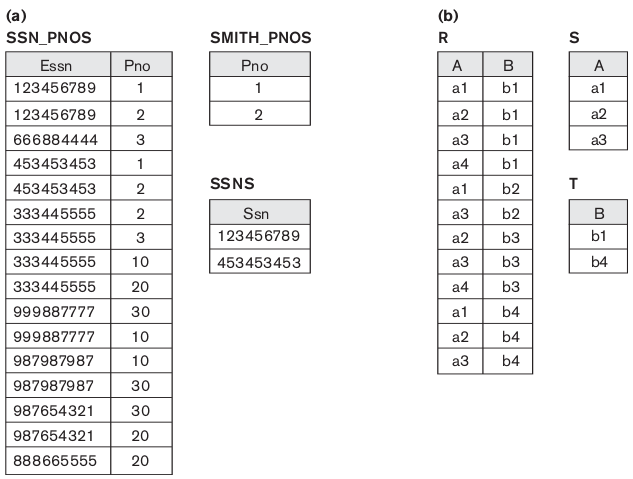 (a)
SSN_PNOS
Essn Pno
123456789 1
123456789 2
666884444 3
453453453 1
453453453 2
333445555 2
333445555 3
333445555 10
333445555 20
999887777 30
999887777 10
987987987 10
987987987 30
987654321 30
987654321 20
888665555 20
SMITH_PNOS
Pno
1
2
SSNS
Ssn
123456789
453453453
(b)
R
A B
a1 b1
a2 b1
a3 b1
a4 b1
a1 b2
a3 b2
a2 b3
a3 b3
a4 b3
a1 b4
a2 b4
a3 b4
S
A
a1
a2
a3
T
B
b1
b4